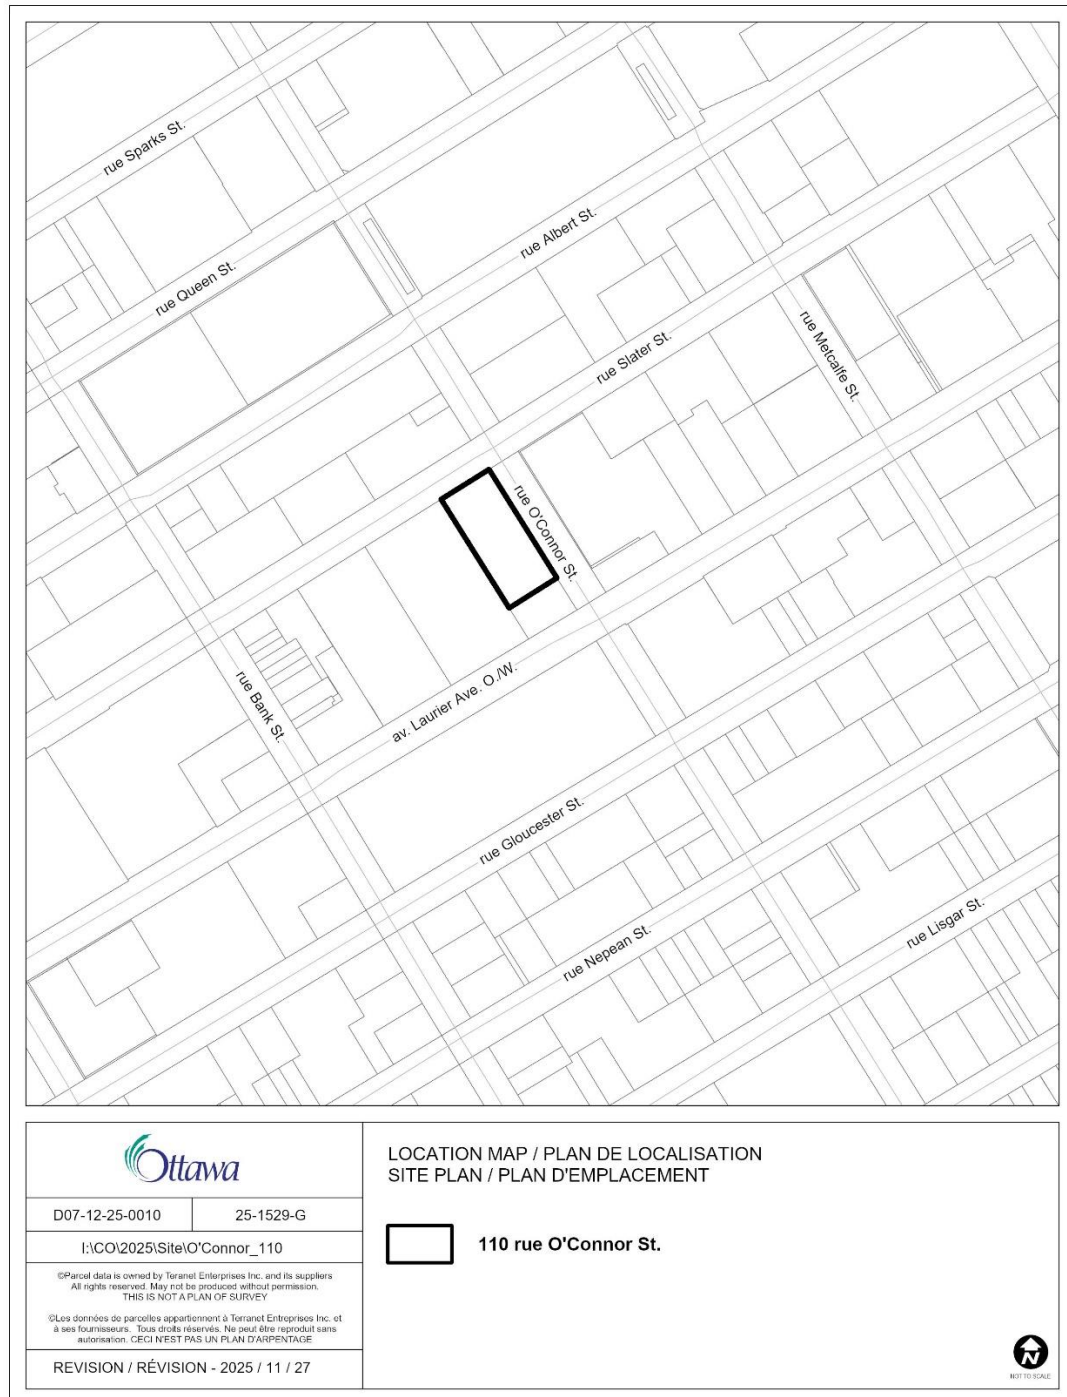 rue Sparks St.
rue Albert St.
rue Queen St.
rue Slater St.
rue Metcalfe St.
rue O'Connor St.
rue Bank St.
av. Laurier Ave. O./W.
rue Gloucester St.
rue Nepean St.
rue Lisgar St.
Ottawa
D07-12-25-0010
25-1529-G
I:\CO\2025\Site\O'Connor_110
©Parcel data is owned by Teranet Enterprises Inc. and its suppliers
All rights reserved. May not be produced without permission.
THIS IS NOT A PLAN OF SURVEY
©Les données de parcelles appartiennent à Terranet Entreprises Inc. et
à ses fournisseurs. Tous droits réservés. Ne peut être reproduit sans
autorisation. CECI N'EST PAS UN PLAN D'ARPENTAGE
REVISION / RÉVISION - 2025 / 11 / 27
LOCATION MAP / PLAN DE LOCALISATION
SITE PLAN / PLAN D'EMPLACEMENT
110 rue O'Connor St.
N
NOT TO SCALE